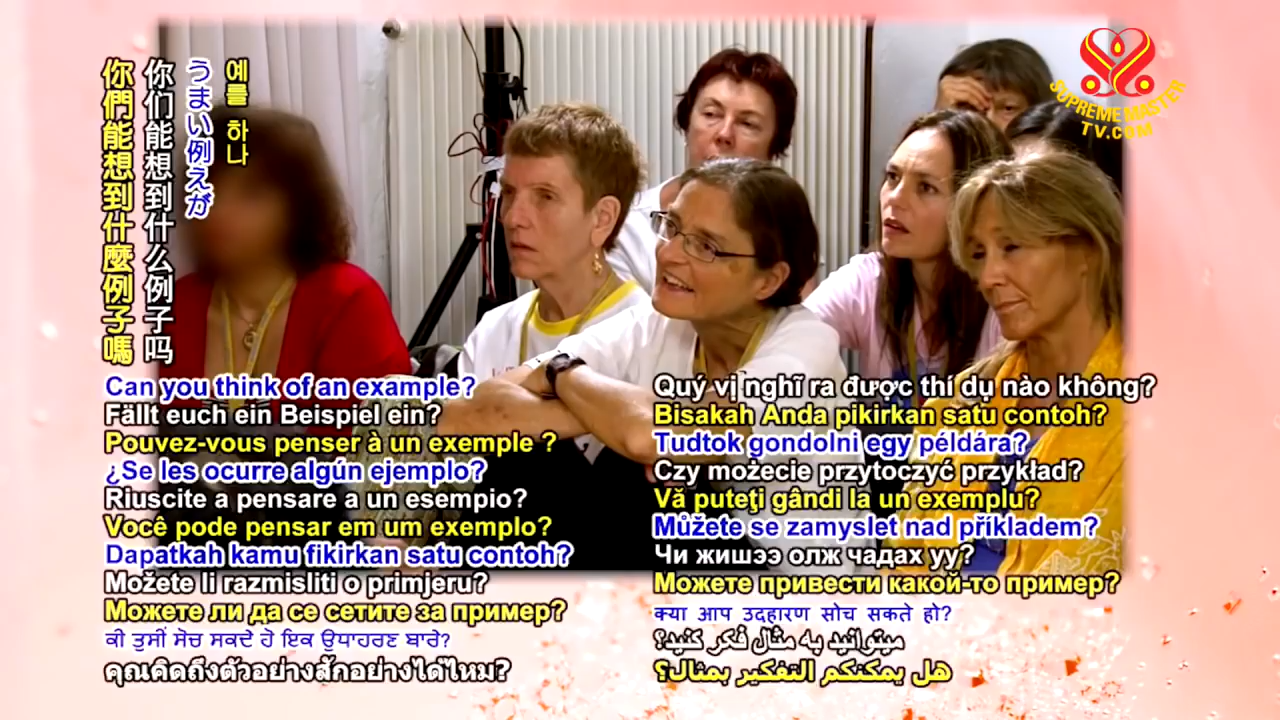 你們能想到什麼例子嗎
你们能想到什么例子吗
うまい例えが
예를 하나
SUPREME MASTER
TV.COM
Can you think of an example?
Fällt euch ein Beispiel ein?
Pouvez-vous penser à un exemple ?
¿Se les ocurre algún ejemplo?
Riuscite a pensare a un esempio?
Você pode pensar em um exemplo?
Dapatkah kamu fikirkan satu contoh?
Možete li razmisliti o primjeru?
Можете ли да се сетите за пример?
ਕੀ ਤੁਸੀਂ ਸੋਚ ਸਕਦੇ ਹੋ ਇਕ ਉਧਾਹਰਣ ਬਾਰੇ?
คุณคิดถึงตัวอย่างสักอย่างได้ไหม?
Quý vị nghĩ ra được thí dụ nào không?
Bisakah Anda pikirkan satu contoh?
Tudtok gondolni egy példára?
Czy możecie przytoczyć przykład?
Vă puteţi gândi la un exemplu?
Můžete se zamyslet nad příkladem?
Чи жишээ олж чадах уу?
Можете привести какой-то пример?
क्या आप उदहारण सोच सकते हो?
میتوانید به مثال فکر کنید؟
هل يمكنكم التفكير بمثال؟